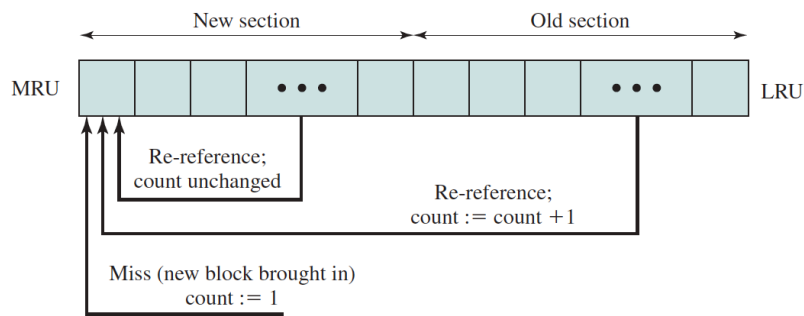 New section
Old section
MRU
• • •
• • •
LRU
Re-reference;
count unchanged
Re-reference;
count := count +1
Miss (new block brought in)
count := 1